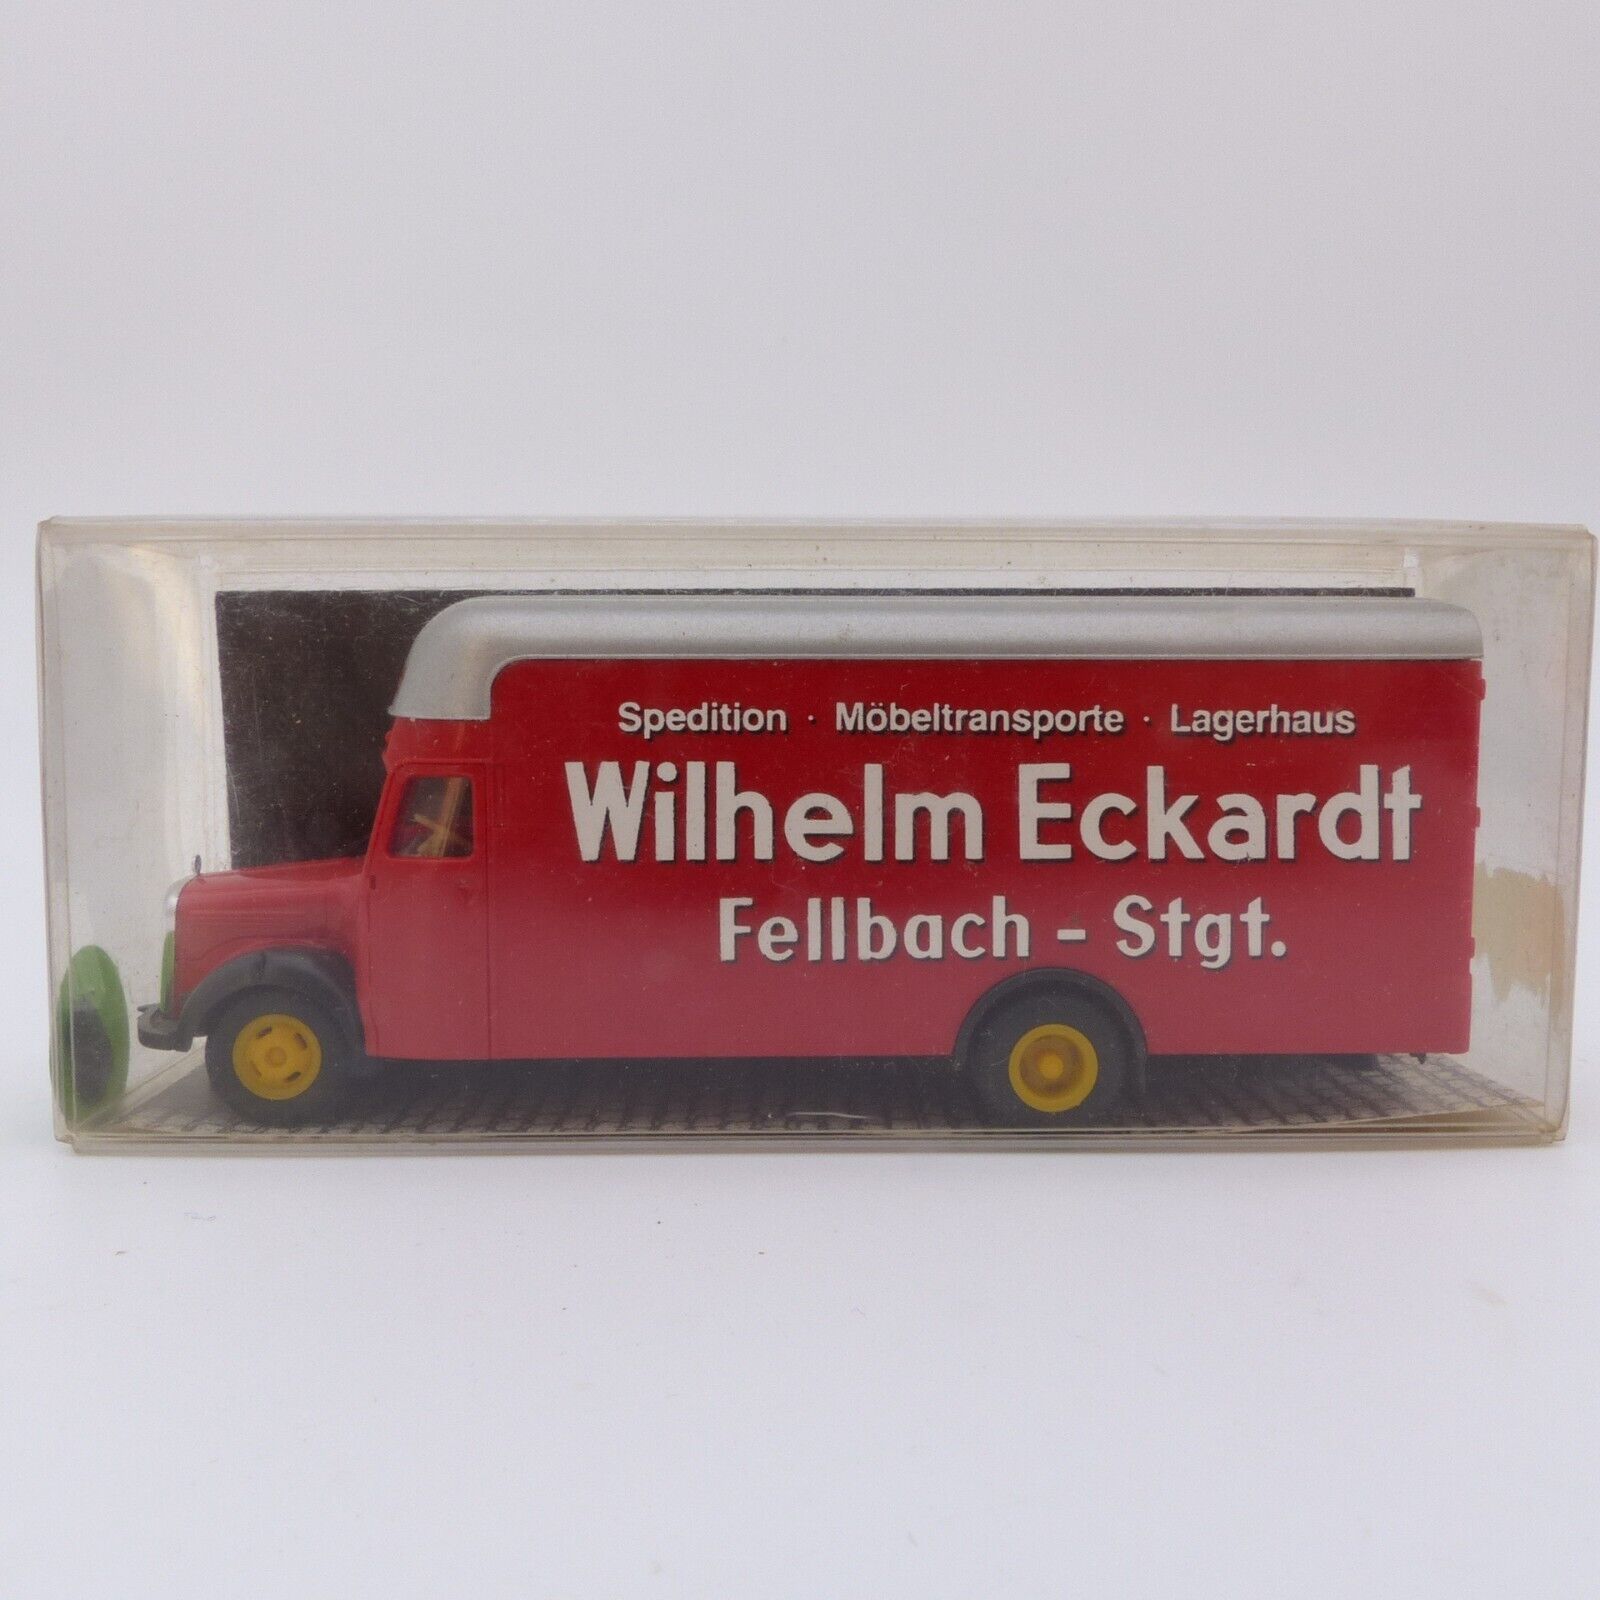 Spedition · Möbeltransporte · Lagerhaus
Wilhelm Eckardt
Fellbach - Stgt.